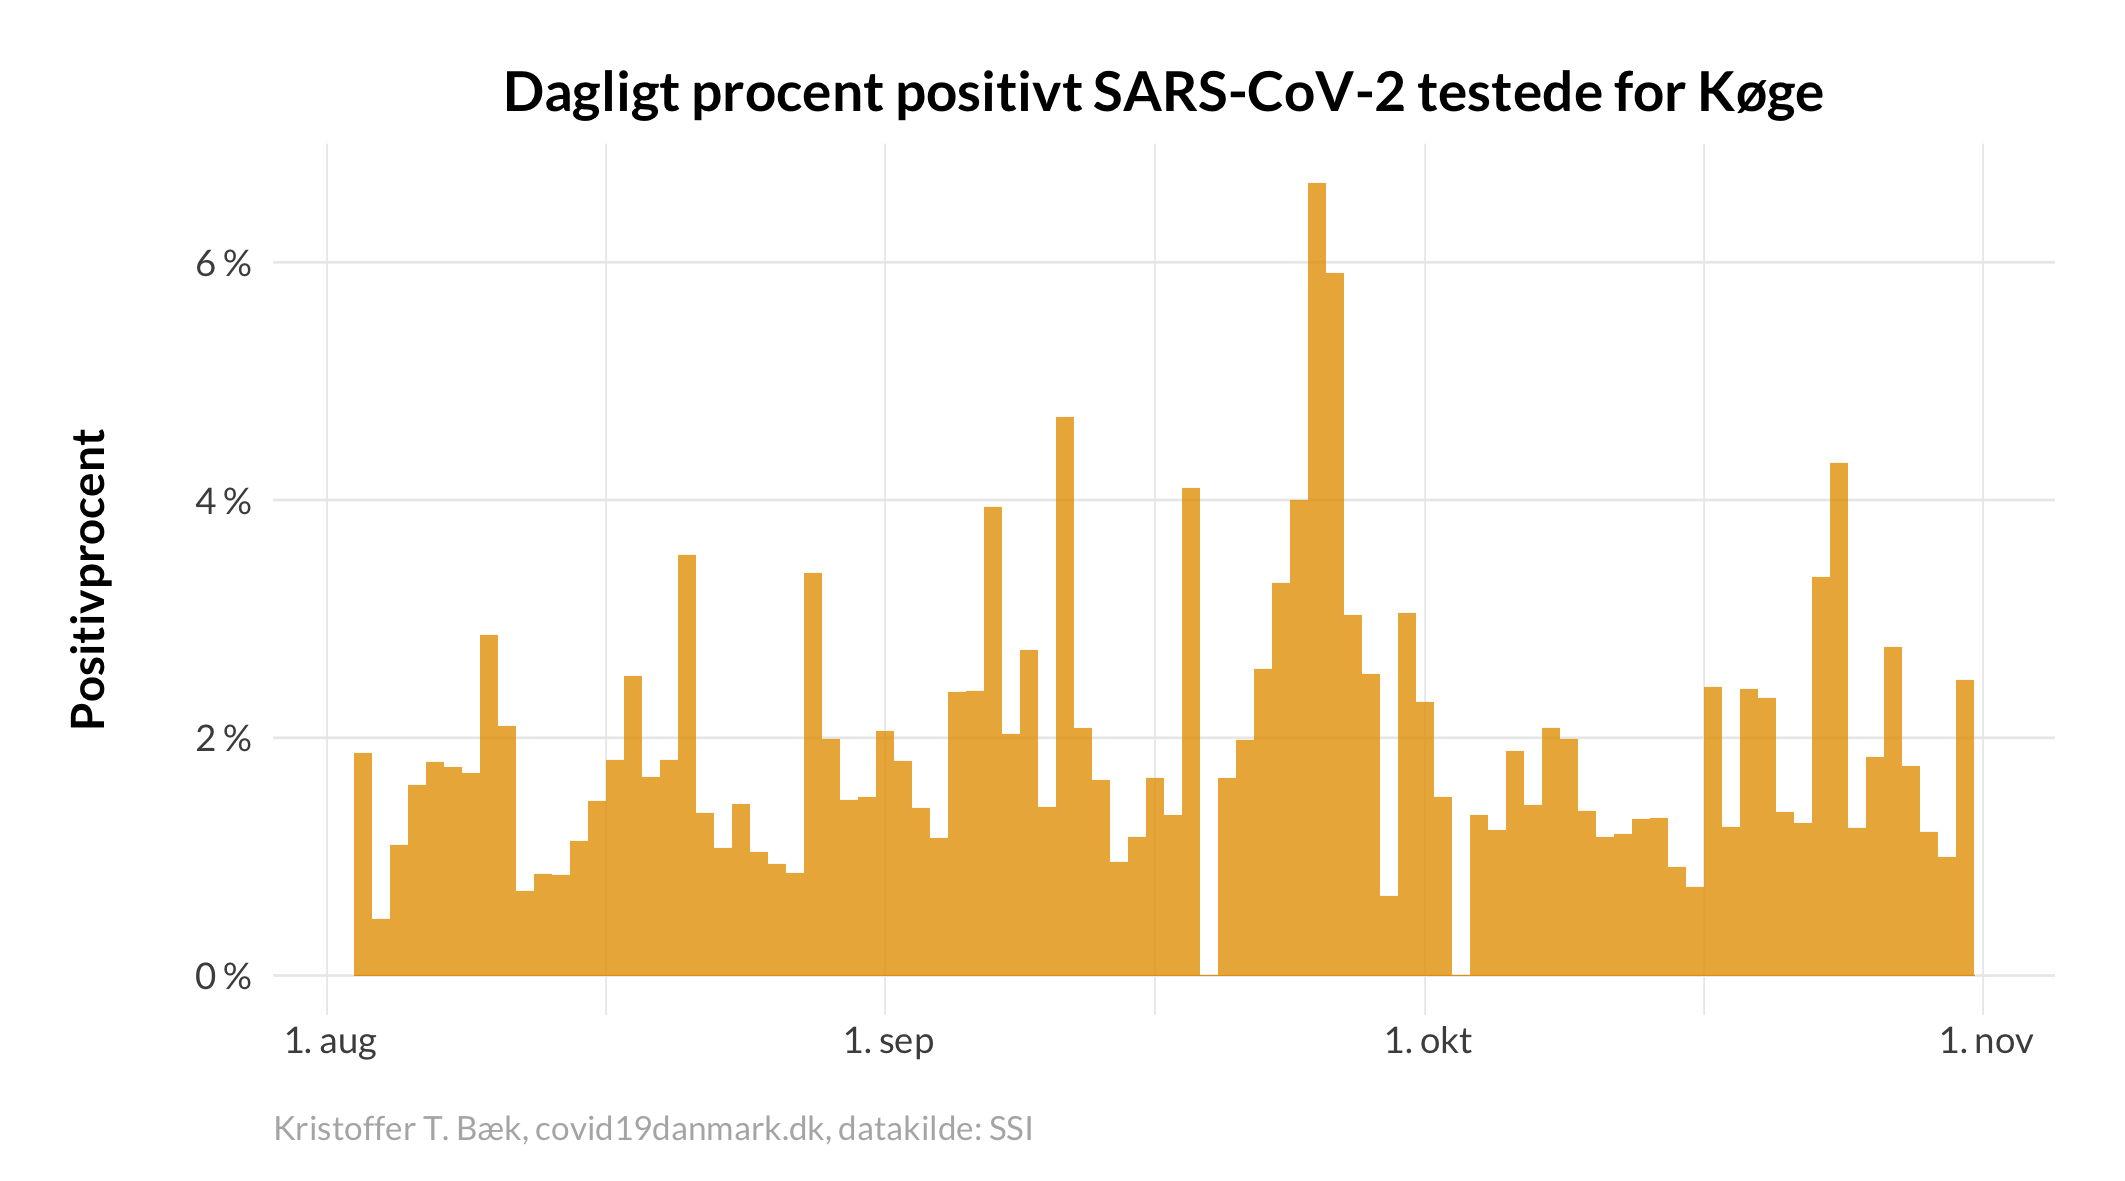 Dagligt procent positivt SARS-CoV-2 testede for Køge
Positivprocent
6 %
4 %
2 %
0 %
1. aug
1. sep
1. okt
1. nov
Kristoffer T. Bæk, covid19danmark.dk, datakilde: SSI